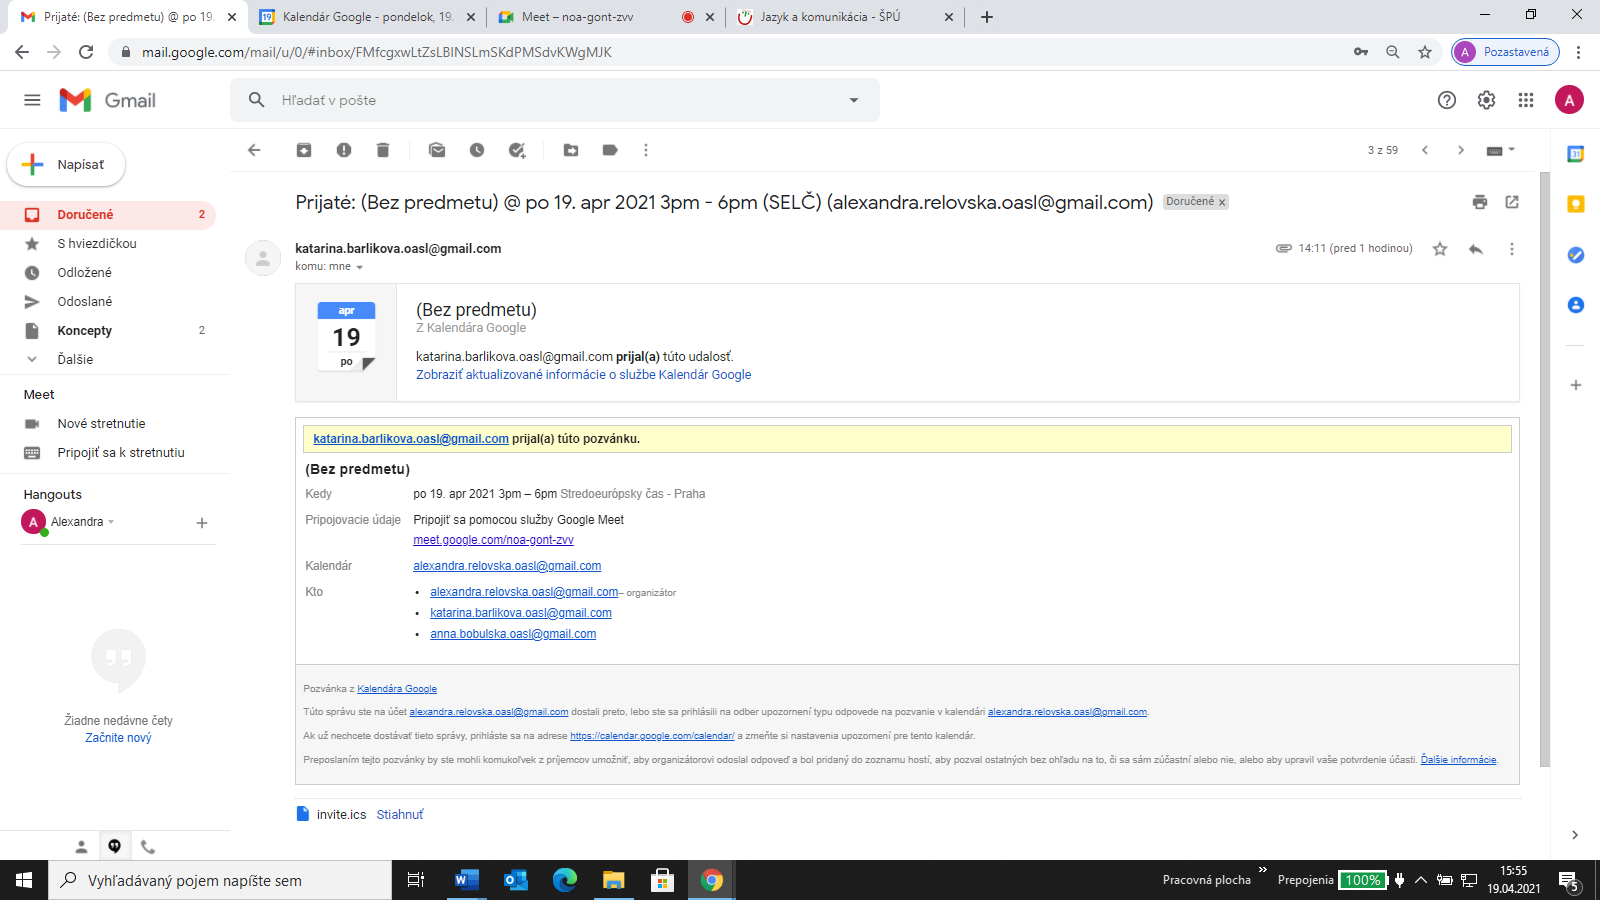 Prijaté: (Bez predmetu) @ po 19.
Kalendár Google - pondelok, 19.
Meet – noa-gont-zvv
Jazyk a komunikácia - ŠPÚ
mail.google.com/mail/u/0/#inbox/FMfcgxwLtZsLBlNSLmSKdPMSdvKWgMJK
A Pozastavená
Gmail
Hľadať v pošte
A
Napísať
3 z 59
Doručené 2
S hviezdičkou
Odložené
Odoslané
Koncepty 2
Ďalšie
Meet
Nové stretnutie
Pripojiť sa k stretnutiu
Hangouts
A Alexandra
Žiadne nedávne čety
Začnite nový
Prijaté: (Bez predmetu) @ po 19. apr 2021 3pm - 6pm (SELČ) (alexandra.relovska.oasl@gmail.com) Doručené x
katarina.barlikova.oasl@gmail.com
14:11 (pred 1 hodinou)
komu: mne
apr
19
po
(Bez predmetu)
Z Kalendára Google
katarina.barlikova.oasl@gmail.com prijal(a) túto udalosť.
Zobraziť aktualizované informácie o službe Kalendár Google
katarina.barlikova.oasl@gmail.com prijal(a) túto pozvánku.
(Bez predmetu)
Kedy po 19. apr 2021 3pm – 6pm Stredoeurópsky čas - Praha
Pripojovacie údaje Pripojiť sa pomocou služby Google Meet
meet.google.com/noa-gont-zvv
Kalendár alexandra.relovska.oasl@gmail.com
Kto • alexandra.relovska.oasl@gmail.com– organizátor
• katarina.barlikova.oasl@gmail.com
• anna.bobulska.oasl@gmail.com
Pozvánka z Kalendára Google
Túto správu ste na účet alexandra.relovska.oasl@gmail.com dostali preto, lebo ste sa prihlásili na odber upozornení typu odpovede na pozvanie v kalendári alexandra.relovska.oasl@gmail.com.
Ak už nechcete dostávať tieto správy, prihláste sa na adrese https://calendar.google.com/calendar/ a zmeňte si nastavenia upozornení pre tento kalendár.
Preposlaním tejto pozvánky by ste mohli komukoľvek z príjemcov umožniť, aby organizátorovi odoslal odpoveď a bol pridaný do zoznamu hostí, aby pozval ostatných bez ohľadu na to, či sa sám zúčastní alebo nie, alebo aby upravil vaše potvrdenie účasti. Ďalšie informácie.
invite.ics Stiahnuť
Vyhľadávaný pojem napíšte sem
Pracovná plocha
Prepojenia
100%
15:55
19.04.2021
5